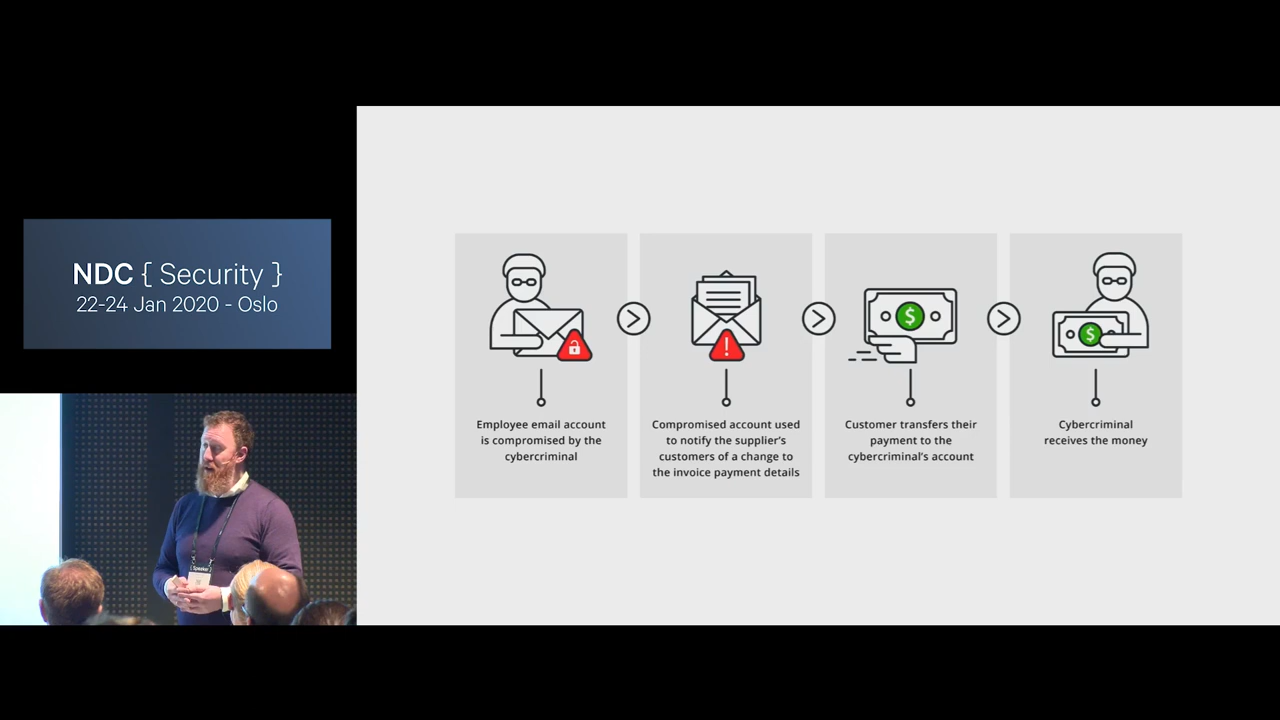 NDC { Security }
22-24 Jan 2020 - Oslo
Employee email account
is compromised by the
cybercriminal
Compromised account used
to notify the supplier's
customers of a change to
the invoice payment details
Customer transfers their
payment to the
cybercriminal's account
Cybercriminal
receives the money
{ Speaker }